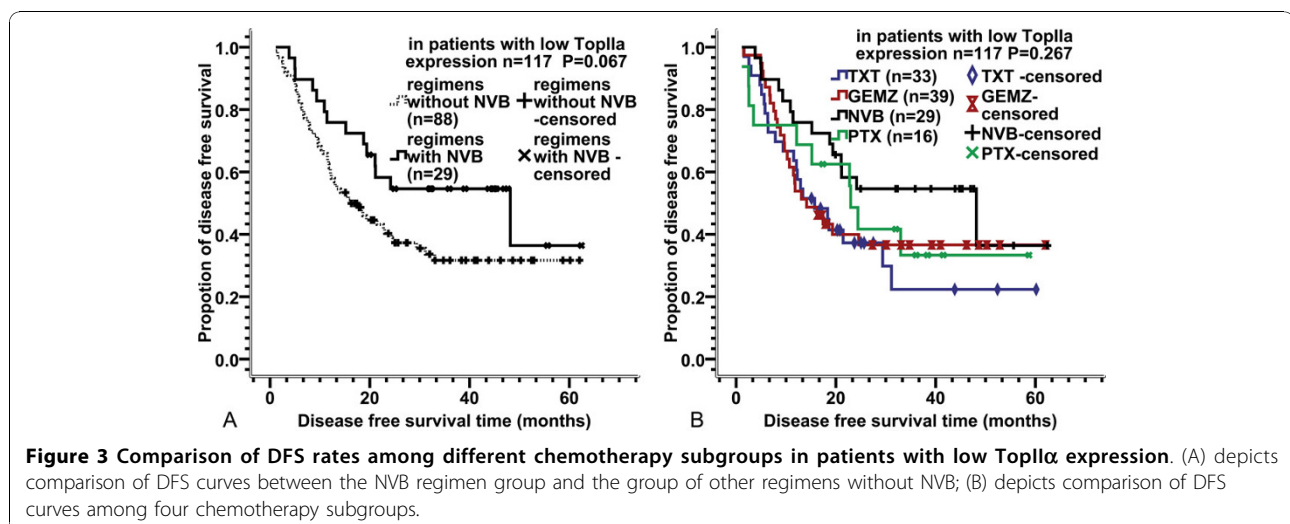 in patients with low TopIIa
expression n=117 P=0.067
regimens without NVB (n=88)
regimens without NVB -censored
regimens with NVB (n=29)
regimens with NVB - censored
1.0
0.8
0.6
0.4
0.2
0.0
Propotion of disease free survival
0 20 40 60
Disease free survival time (months)
A
in patients with low TopIIa
expression n=117 P=0.267
TXT (n=33)
GEMZ (n=39)
NVB (n=29)
PTX (n=16)
TXT -censored
GEMZ-
censored
NVB-censored
PTX-censored
1.0
0.8
0.6
0.4
0.2
0.0
Propotion of disease free survival
0 20 40 60
Disease free survival time (months)
B
Figure 3 Comparison of DFS rates among different chemotherapy subgroups in patients with low TopIIα expression. (A) depicts
comparison of DFS curves between the NVB regimen group and the group of other regimens without NVB; (B) depicts comparison of DFS
curves among four chemotherapy subgroups.